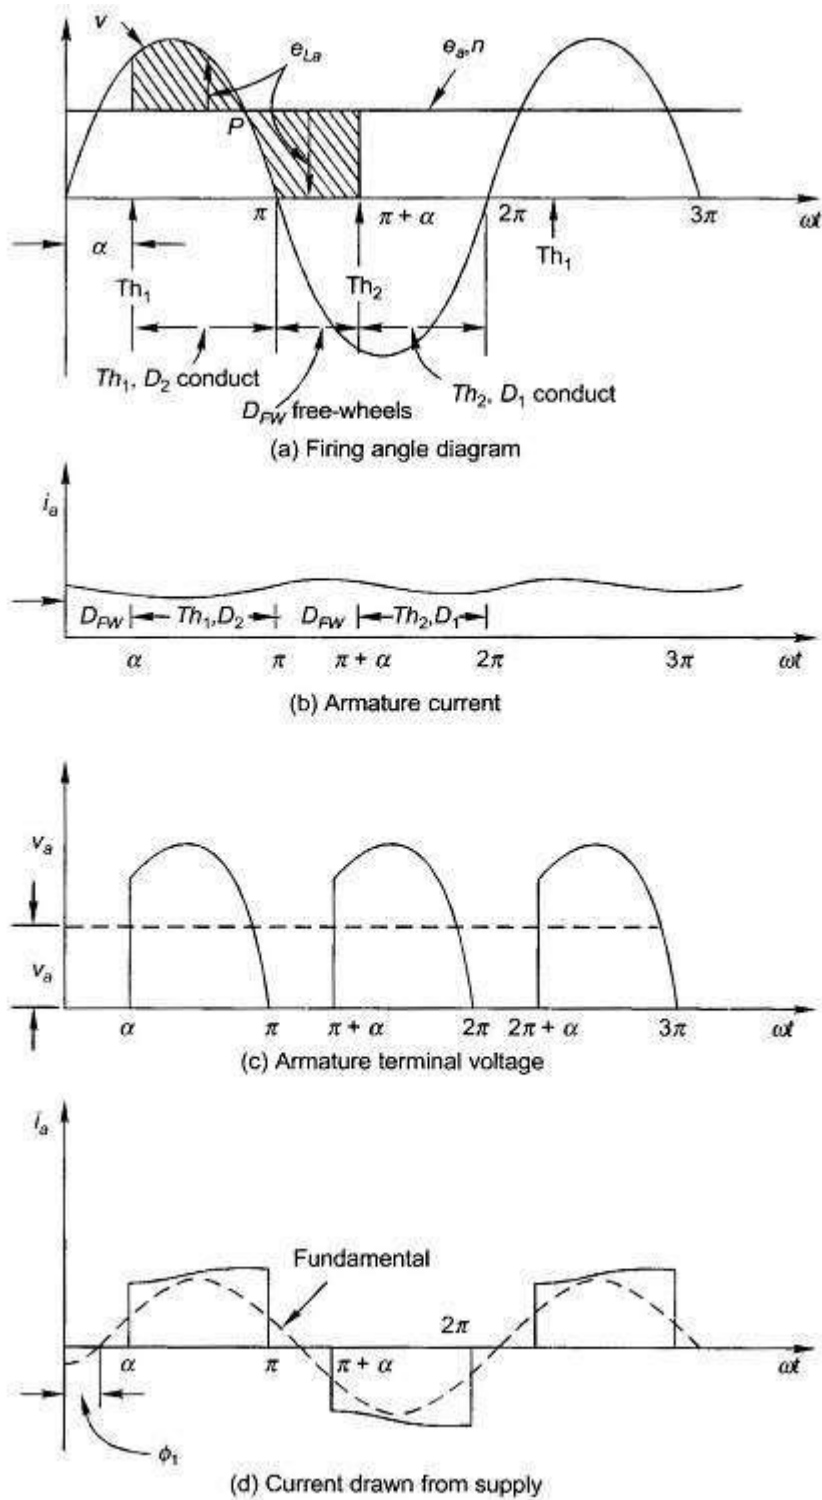 v
e_La
e_a,n
P
π
π + α
2π
3π
ωt
α
Th₁
Th₂
Th₁
Th₁, D₂ conduct
D_FW free-wheels
Th₂, D₁ conduct
(a) Firing angle diagram
i_a
D_FW
Th₁,D₂
D_FW
Th₂,D₁
α
π
π + α
2π
3π
ωt
(b) Armature current
v_a
v_a
α
π
π + α
2π
2π + α
3π
ωt
(c) Armature terminal voltage
i_a
Fundamental
2π
α
π
π + α
ωt
ϕ₁
(d) Current drawn from supply